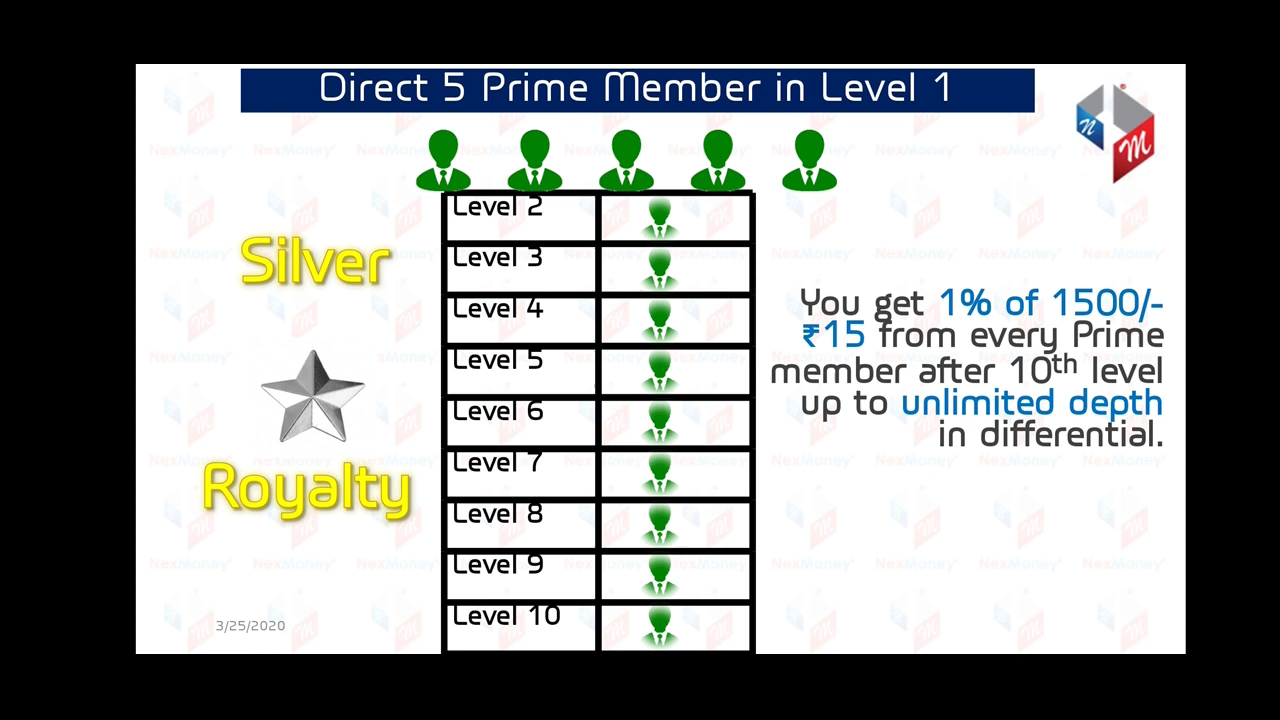 Direct 5 Prime Member in Level 1
Level 2
Level 3
Level 4
Level 5
Level 6
Level 7
Level 8
Level 9
Level 10
Silver
Royalty
You get 1% of 1500/-
₹15 from every Prime
member after 10th level
up to unlimited depth
in differential.
3/25/2020
n
M
NexMoney